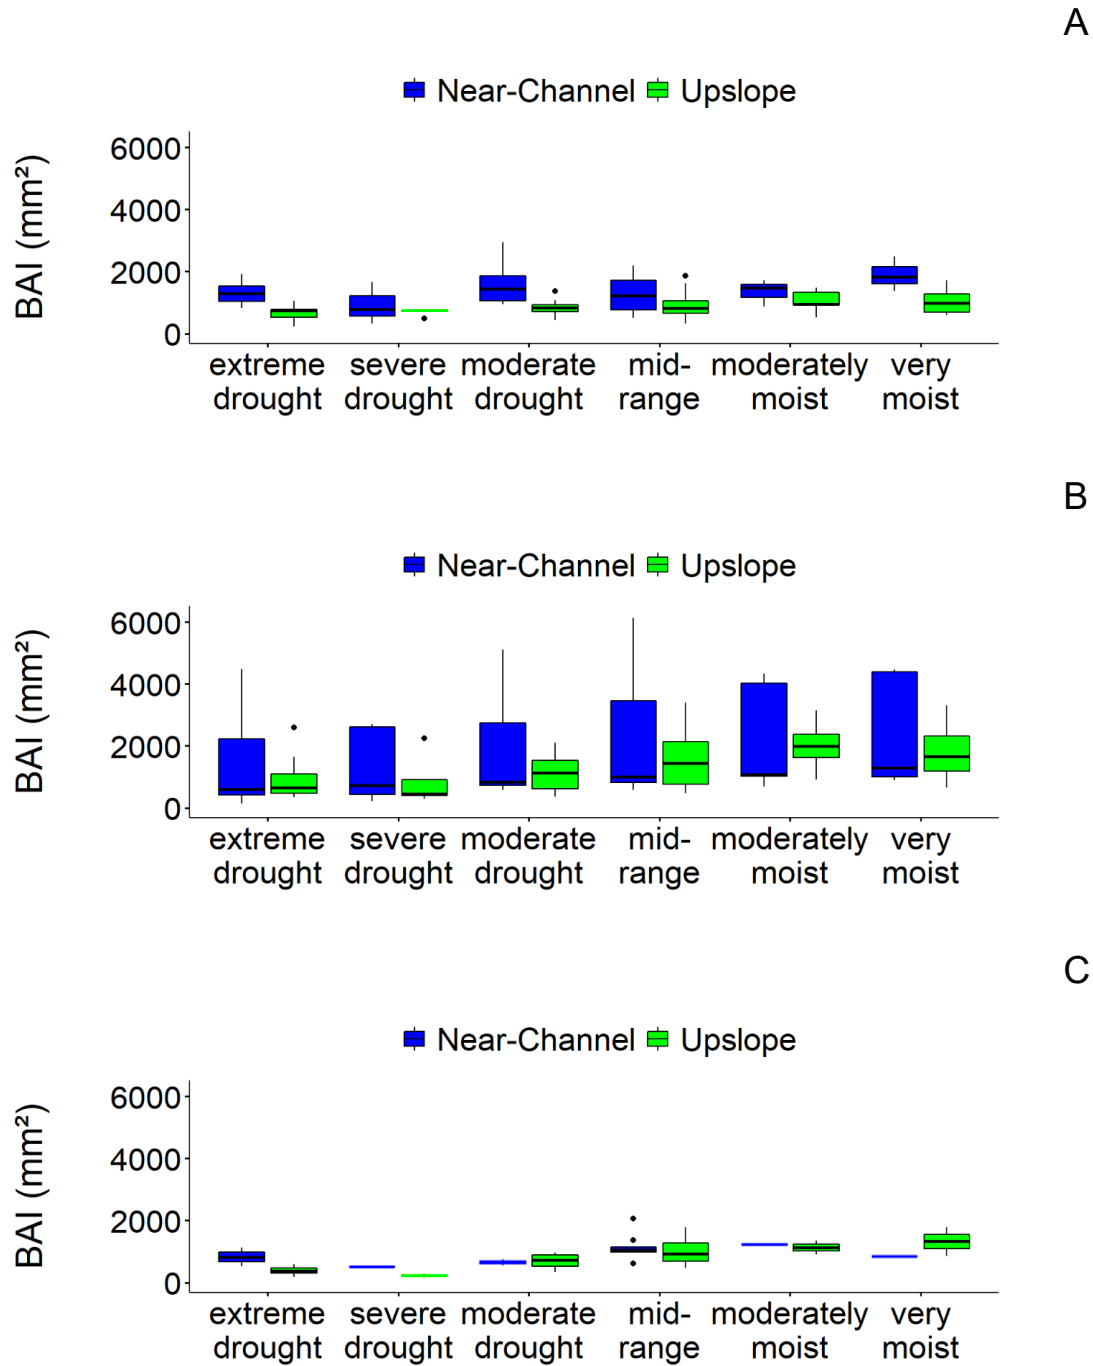 A
Near-Channel Upslope
BAI (mm²)
6000
4000
2000
0
extreme severe moderate mid- moderately very
drought drought drought range moist moist
B
Near-Channel Upslope
BAI (mm²)
6000
4000
2000
0
extreme severe moderate mid- moderately very
drought drought drought range moist moist
C
Near-Channel Upslope
BAI (mm²)
6000
4000
2000
0
extreme severe moderate mid- moderately very
drought drought drought range moist moist